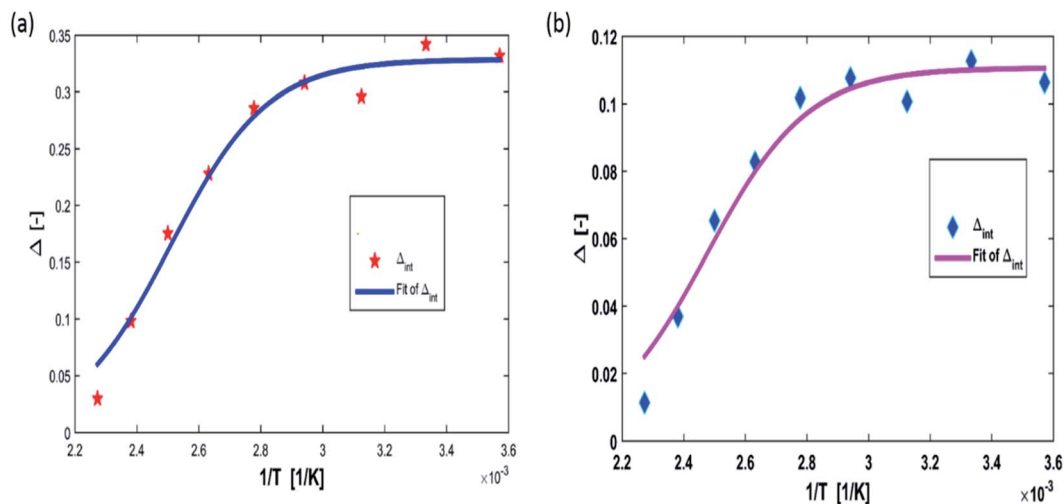 (a)
0.35
0.3
0.25
0.2
0.15
0.1
0.05
0
Δ [-]
Δint
Fit of Δint
2.2 2.4 2.6 2.8 3 3.2 3.4 3.6
1/T [1/K]
×10-3
(b)
0.12
0.1
0.08
0.06
0.04
0.02
0
Δ [-]
Δint
Fit of Δint
2.2 2.4 2.6 2.8 3 3.2 3.4 3.6
1/T [1/K]
×10-3